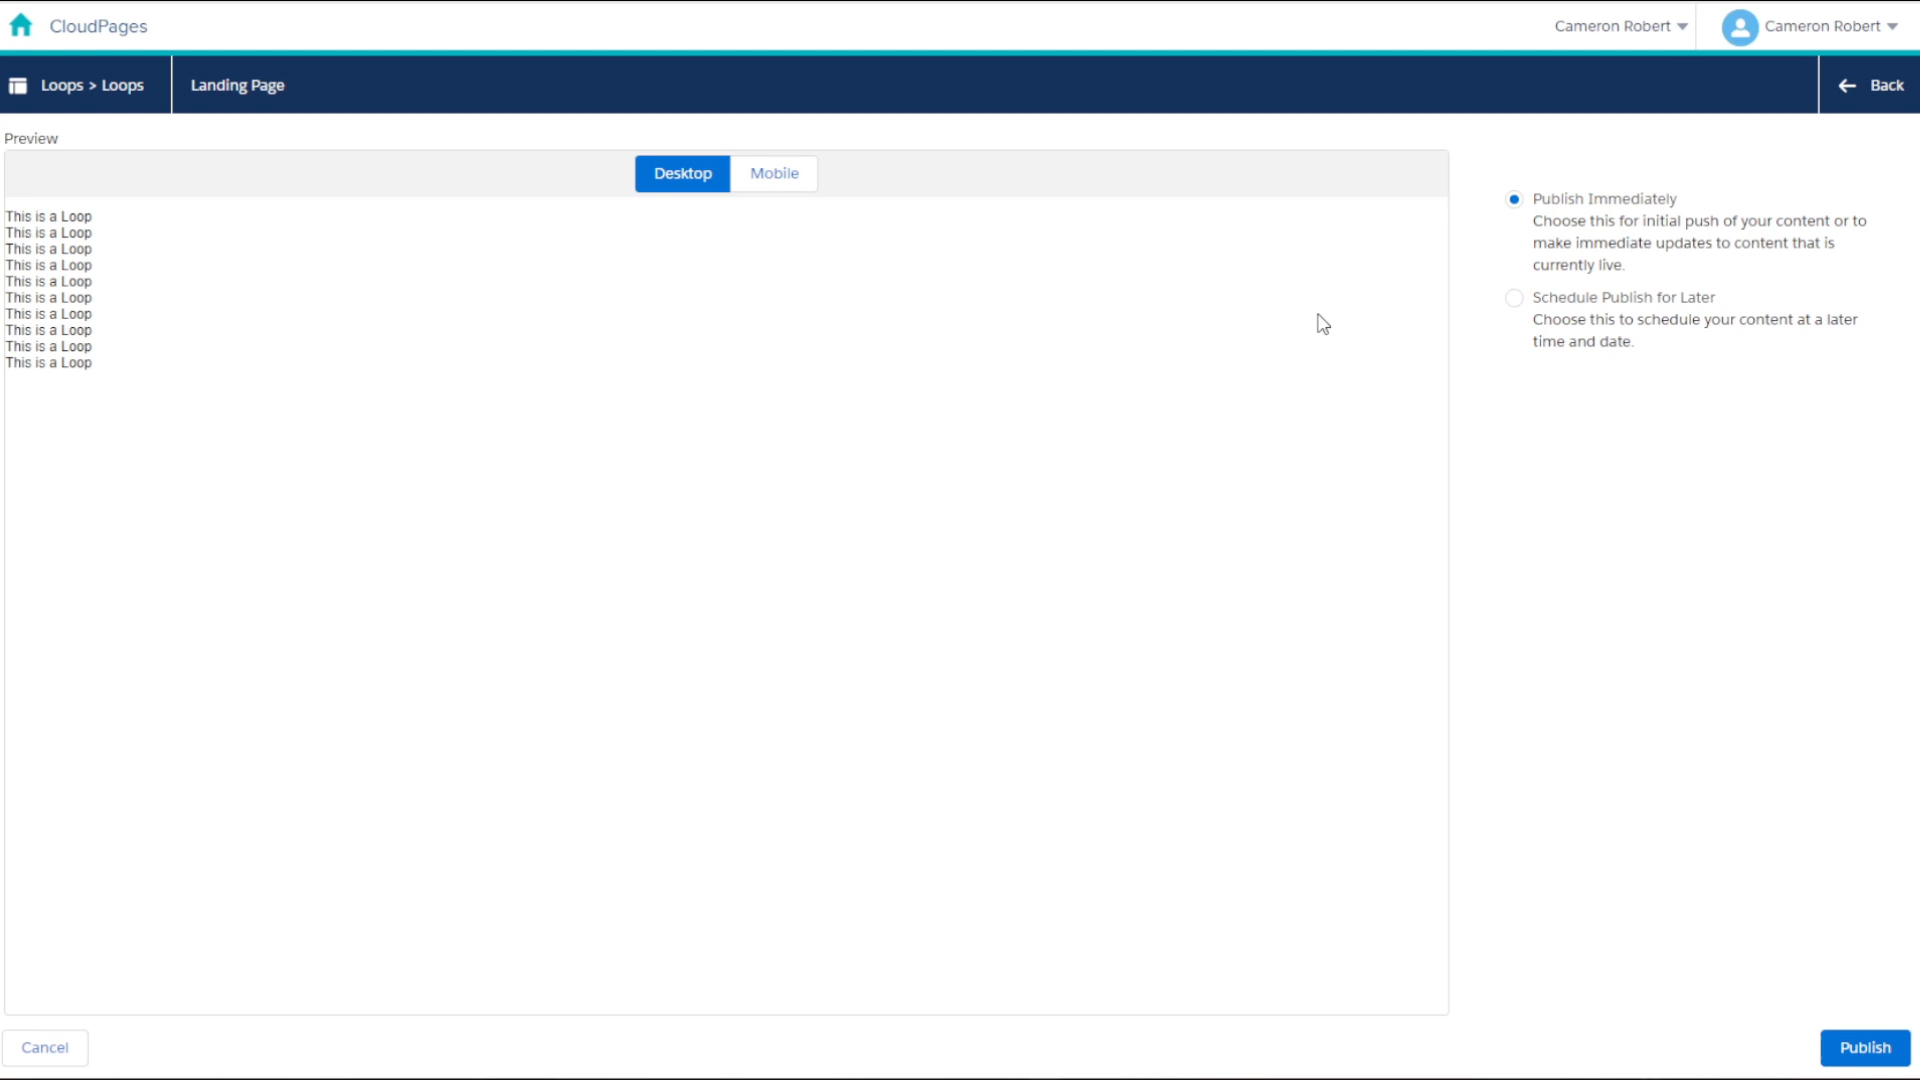 CloudPages
Cameron Robert
Cameron Robert
Loops > Loops
Landing Page
Back
Preview
Desktop
Mobile
This is a Loop
This is a Loop
This is a Loop
This is a Loop
This is a Loop
This is a Loop
This is a Loop
This is a Loop
This is a Loop
This is a Loop
Publish Immediately
Choose this for initial push of your content or to
make immediate updates to content that is
currently live.
Schedule Publish for Later
Choose this to schedule your content at a later
time and date.
Cancel
Publish